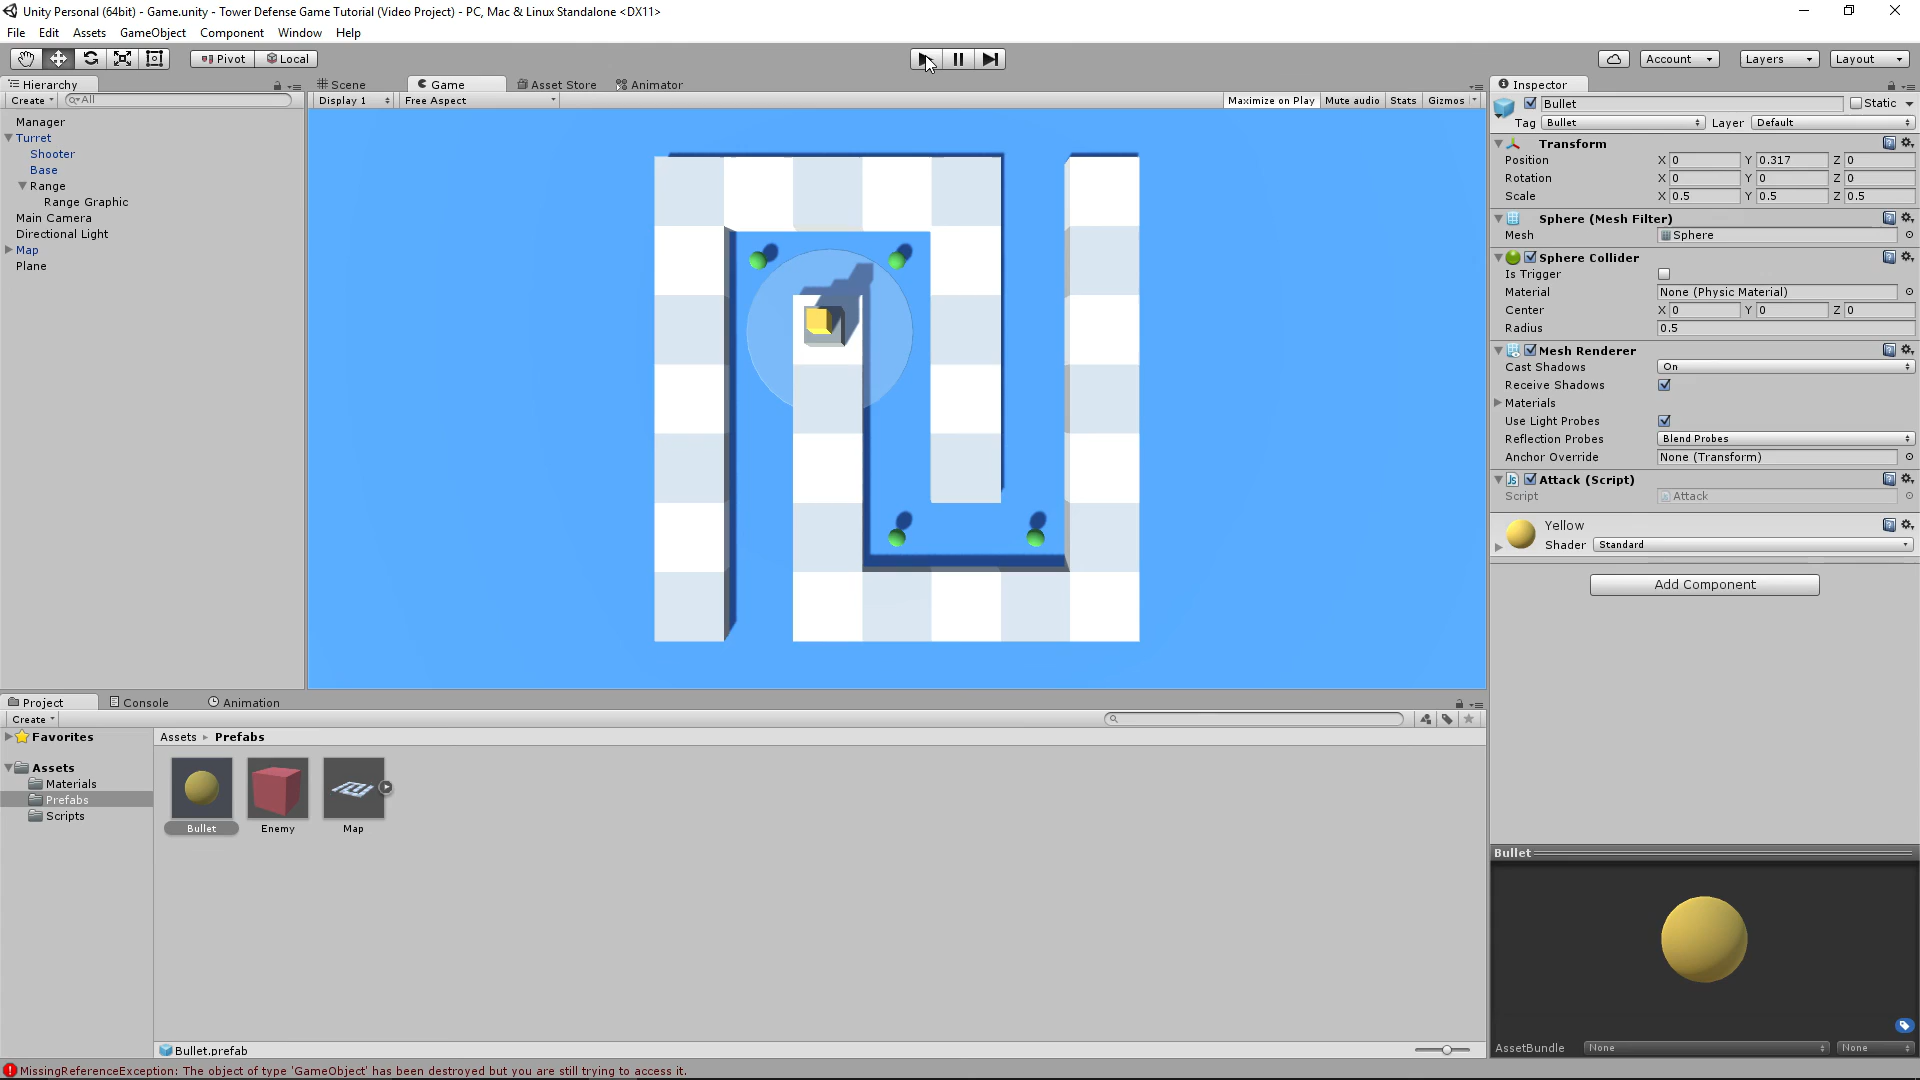 Unity Personal (64bit) - Game.unity - Tower Defense Game Tutorial (Video Project) - PC, Mac & Linux Standalone <DX11>
File Edit Assets GameObject Component Window Help
Pivot Local Account Layers Layout
Hierarchy
Create All
Manager
Turret
Shooter
Base
Range
Range Graphic
Main Camera
Directional Light
Map
Plane
Scene Game Asset Store Animator
Display 1 Free Aspect Maximize on Play Mute audio Stats Gizmos
Inspector
Bullet Static
Tag Bullet Layer Default
Transform
Position X 0 Y 0.317 Z 0
Rotation X 0 Y 0 Z 0
Scale X 0.5 Y 0.5 Z 0.5
Sphere (Mesh Filter)
Mesh Sphere
Sphere Collider
Is Trigger
Material None (Physic Material)
Center X 0 Y 0 Z 0
Radius 0.5
Mesh Renderer
Cast Shadows On
Receive Shadows
Materials
Use Light Probes
Reflection Probes Blend Probes
Anchor Override None (Transform)
Attack (Script)
Script Attack
Yellow
Shader Standard
Add Component
Bullet
AssetBundle None None
Project Console Animation
Create
Favorites
Assets
Materials
Prefabs
Scripts
Assets Prefabs
Bullet Enemy Map
Bullet.prefab
MissingReferenceException: The object of type 'GameObject' has been destroyed but you are still trying to access it.